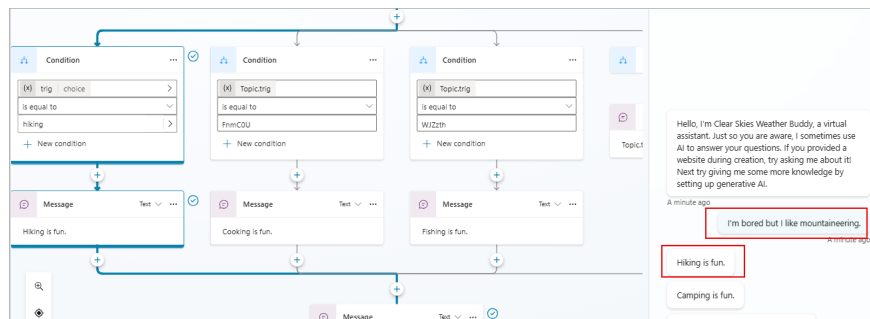 Condition
(x) trig choice
is equal to
hiking
+ New condition
Message
Text
Hiking is fun.
Condition
(x) Topic.trig
is equal to
FnmC0U
+ New condition
Message
Text
Cooking is fun.
Condition
(x) Topic.trig
is equal to
WJZzth
+ New condition
Message
Text
Fishing is fun.
Message
Text
Topic.t
Hello, I'm Clear Skies Weather Buddy, a virtual
assistant. Just so you are aware, I sometimes use
AI to answer your questions. If you provided a
website during creation, try asking me about it!
Next try giving me some more knowledge by
setting up generative AI.
A minute ago
I'm bored but I like mountaineering.
A minute ago
Hiking is fun.
Camping is fun.